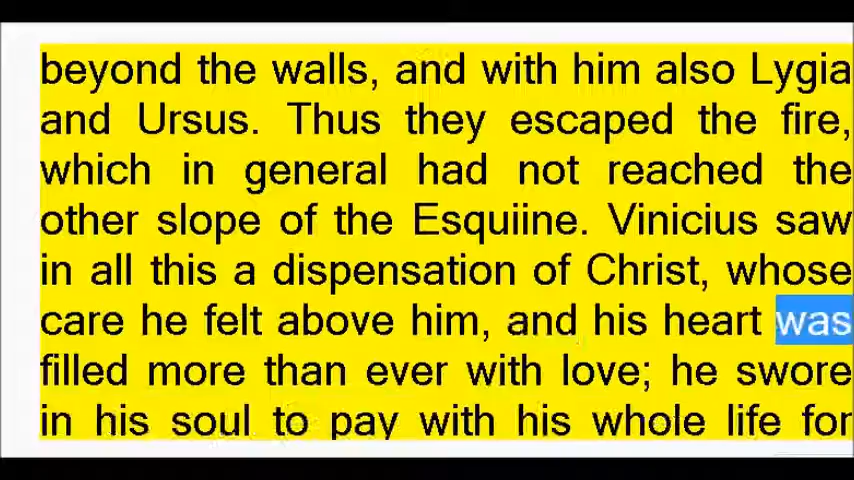 beyond the walls, and with him also Lygia
and Ursus. Thus they escaped the fire,
which in general had not reached the
other slope of the Esquiine. Vinicius saw
in all this a dispensation of Christ, whose
care he felt above him, and his heart was
filled more than ever with love; he swore
in his soul to pay with his whole life for